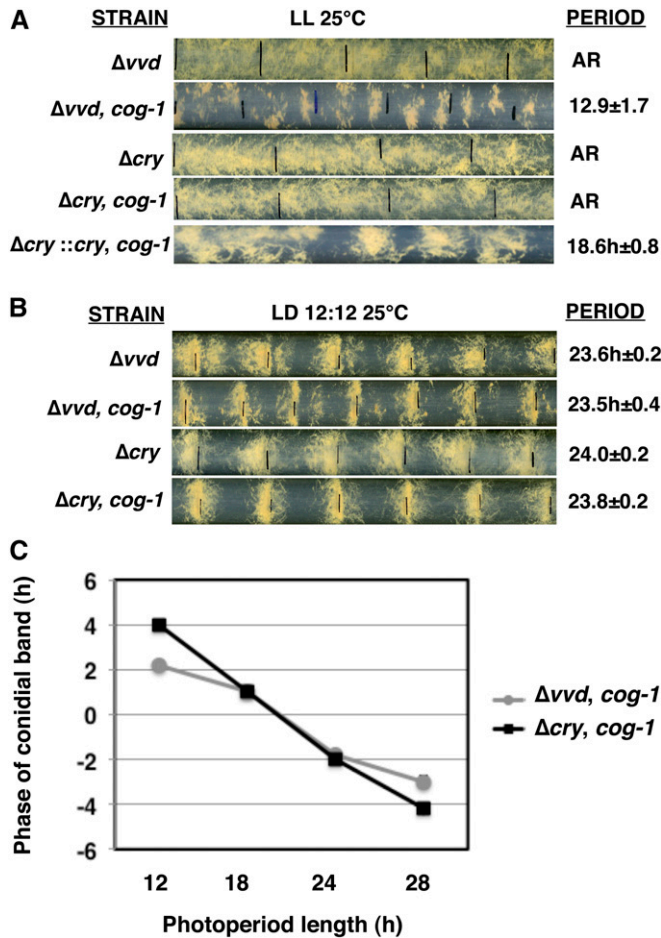 A
STRAIN LL 25°C PERIOD
Δvvd AR
Δvvd, cog-1 12.9±1.7
Δcry AR
Δcry, cog-1 AR
Δcry ::cry, cog-1 18.6h±0.8
B
STRAIN LD 12:12 25°C PERIOD
Δvvd 23.6h±0.2
Δvvd, cog-1 23.5h±0.4
Δcry 24.0±0.2
Δcry, cog-1 23.8±0.2
C
Phase of conidial band (h)
6
4
2
0
-2
-4
-6
12 18 24 28
Photoperiod length (h)
Δvvd, cog-1
Δcry, cog-1